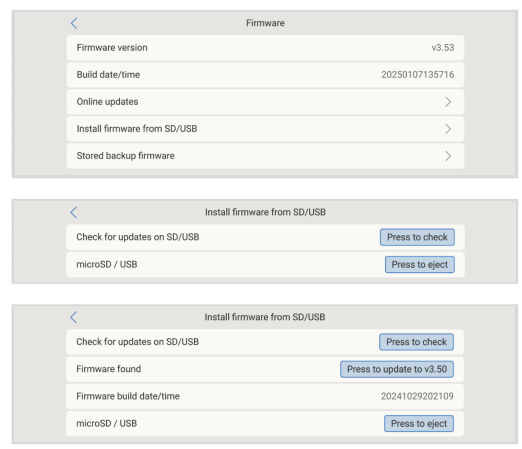 Firmware
Firmware version v3.53
Build date/time 20250107135716
Online updates
Install firmware from SD/USB
Stored backup firmware
Install firmware from SD/USB
Check for updates on SD/USB Press to check
microSD / USB Press to eject
Install firmware from SD/USB
Check for updates on SD/USB Press to check
Firmware found Press to update to v3.50
Firmware build date/time 20241029202109
microSD / USB Press to eject